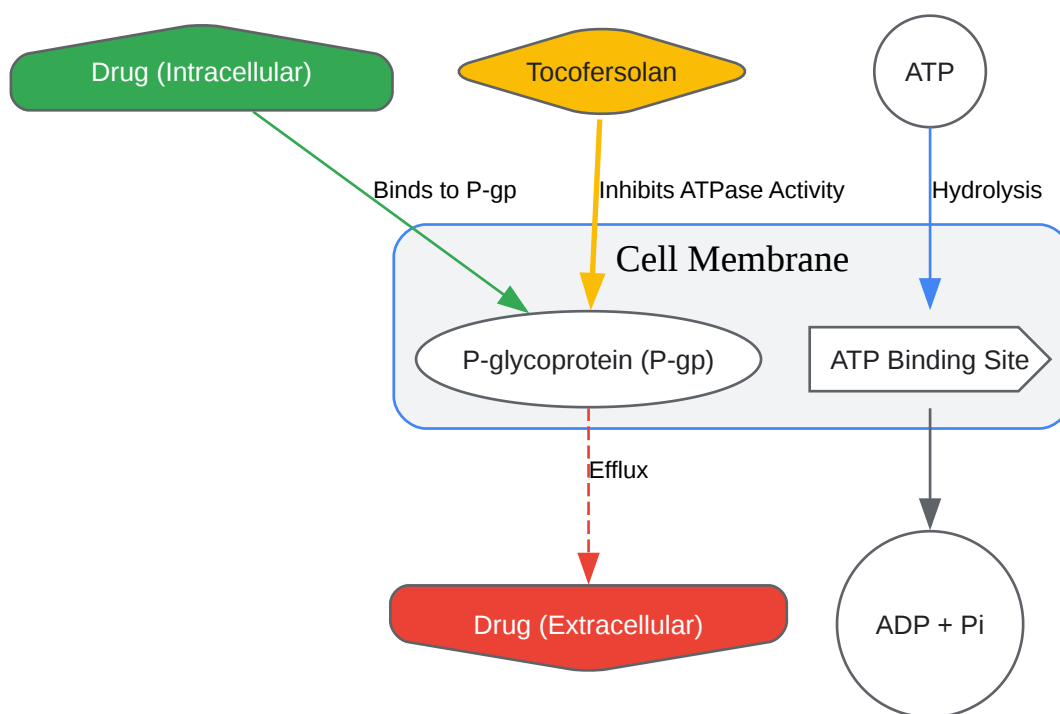 Drug (Intracellular)
Tocofersolan
ATP
Binds to P-gp
Inhibits ATPase Activity
Hydrolysis
Cell Membrane
P-glycoprotein (P-gp)
ATP Binding Site
Efflux
Drug (Extracellular)
ADP + Pi